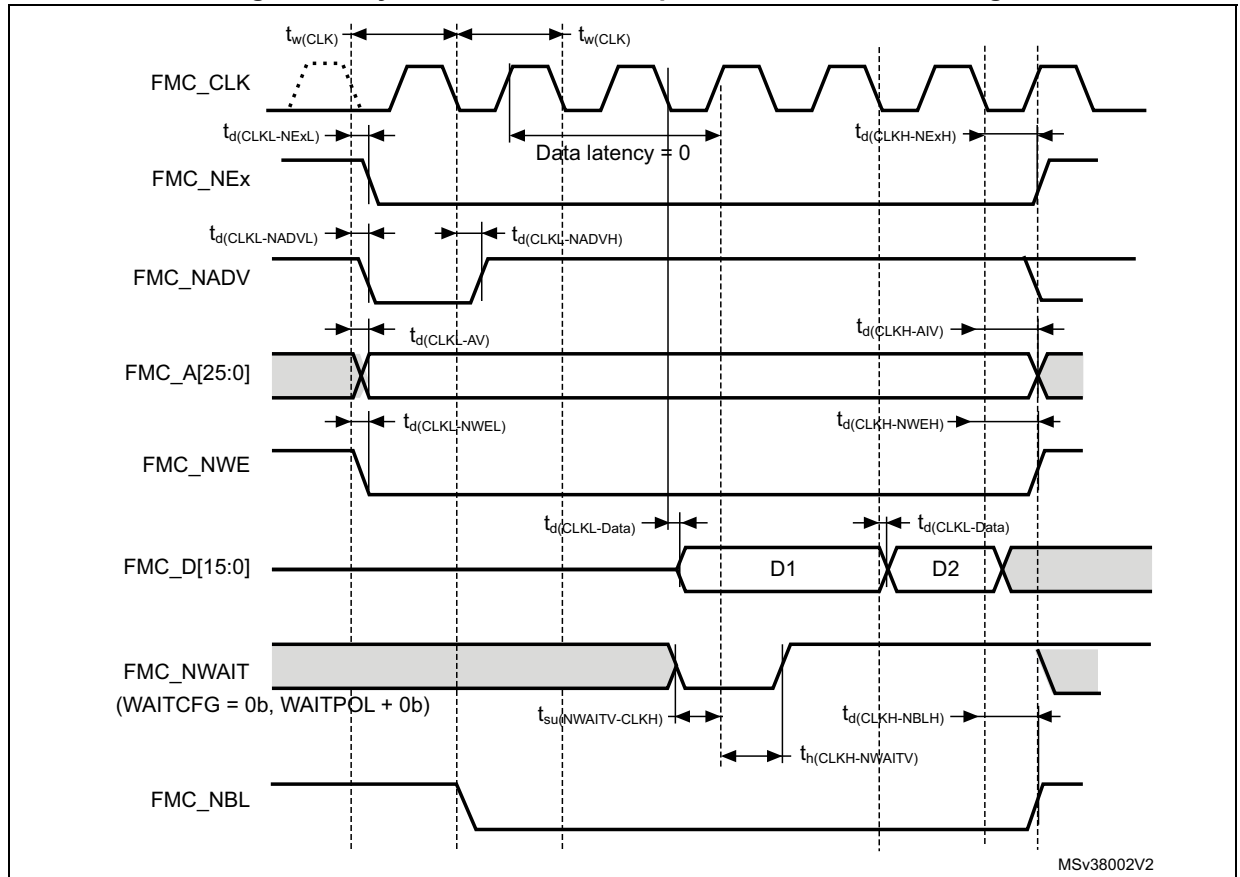 tw(CLK) tw(CLK)
FMC_CLK
td(CLKL-NExL) td(CLKH-NExH)
Data latency = 0
FMC_NEx
td(CLKL-NADVL) td(CLKL-NADVH)
FMC_NADV
td(CLKL-AV) td(CLKH-AIV)
FMC_A[25:0]
td(CLKL-NWEL) td(CLKH-NWEH)
FMC_NWE
td(CLKL-Data) td(CLKL-Data)
FMC_D[15:0] D1 D2
FMC_NWAIT
(WAITCFG = 0b, WAITPOL + 0b)
tsu(NWAITV-CLKH) td(CLKH-NBLH)
th(CLKH-NWAITV)
FMC_NBL
MSv38002V2